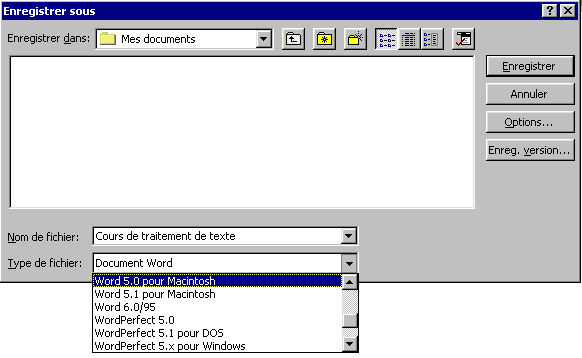 Enregistrer sous
Enregistrer dans: Mes documents
Enregistrer
Annuler
Options...
Enreg. version...
Nom de fichier: Cours de traitement de texte
Type de fichier: Document Word
Word 5.0 pour Macintosh
Word 5.1 pour Macintosh
Word 6.0/95
WordPerfect 5.0
WordPerfect 5.1 pour DOS
WordPerfect 5.x pour Windows